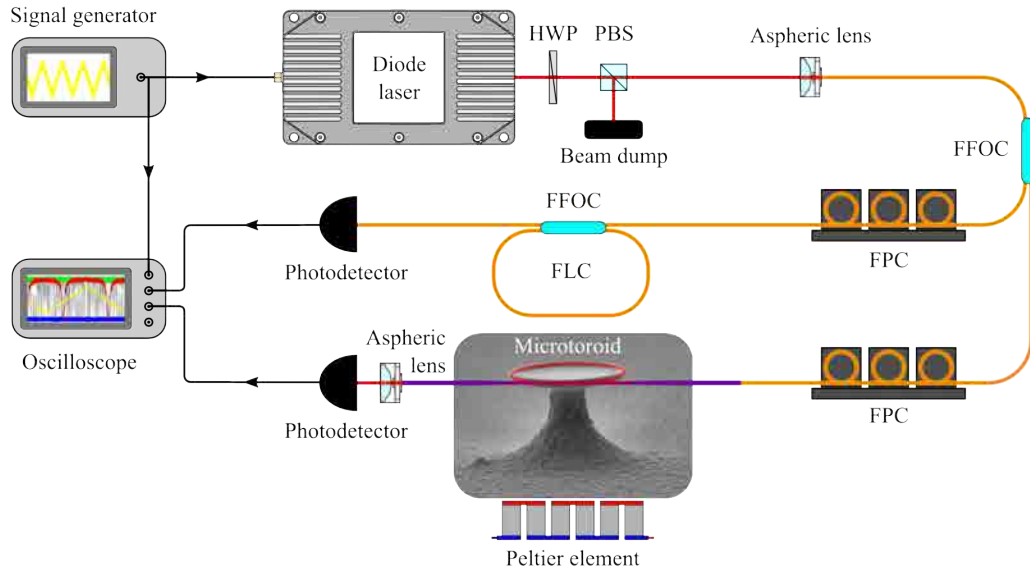 Signal generator
Diode
laser
HWP
PBS
Aspheric lens
Beam dump
FFOC
FFOC
FLC
FPC
Photodetector
Oscilloscope
Aspheric
lens
Microtoroid
FPC
Photodetector
Peltier element